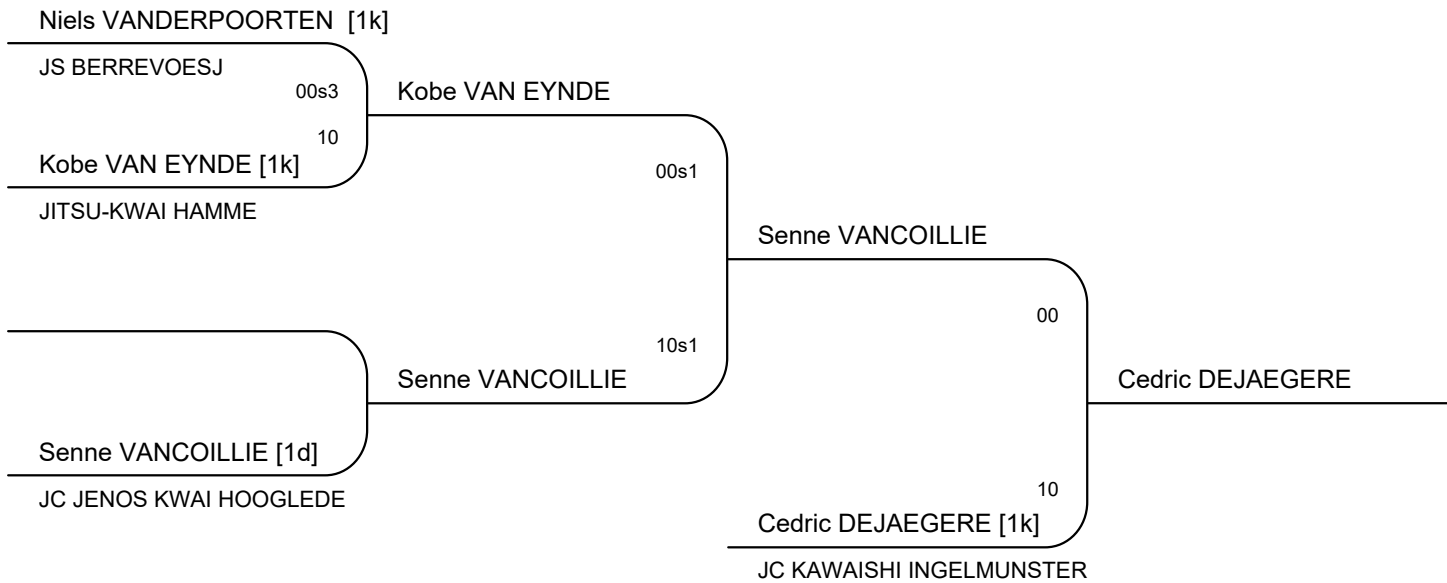 Niels VANDERPOORTEN [1k]
JS BERREVOESJ
00s3
Kobe VAN EYNDE
10
Kobe VAN EYNDE [1k]
JITSU-KWAI HAMME
00s1
Senne VANCOILLIE
00
10s1
Senne VANCOILLIE
Cedric DEJAEGERE
Senne VANCOILLIE [1d]
JC JENOS KWAI HOOGLEDE
10
Cedric DEJAEGERE [1k]
JC KAWAISHI INGELMUNSTER